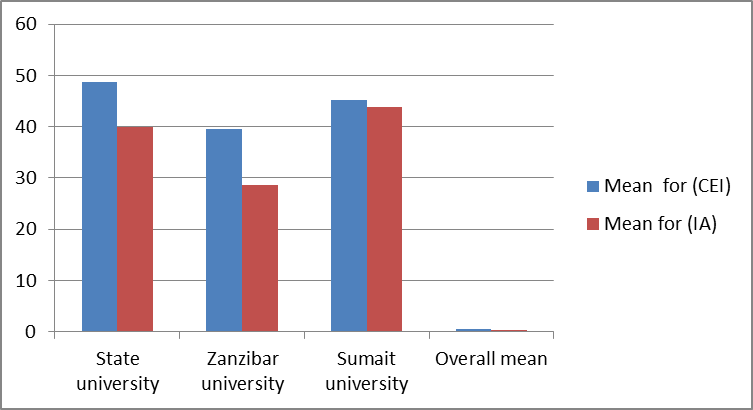 60
50
40
30
20
10
0
State university
Zanzibar university
Sumait university
Overall mean
Mean  for (CEI)
Mean for (IA)